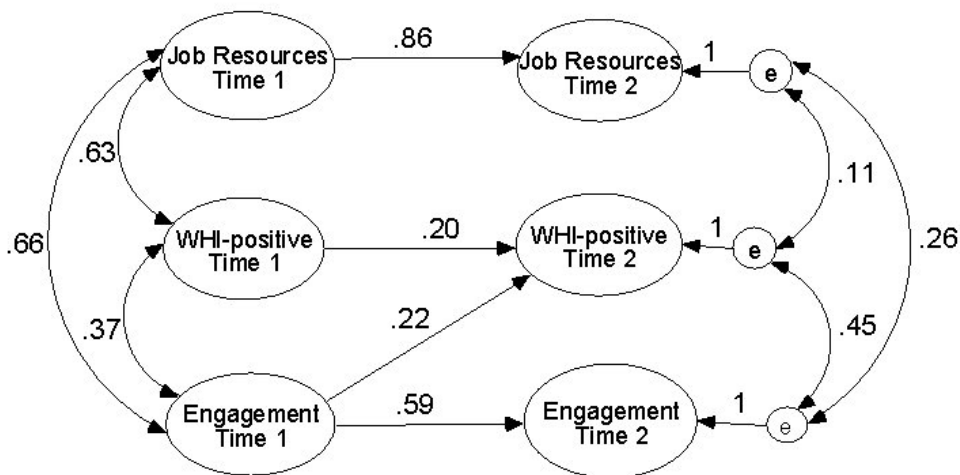 Job Resources
Time 1
.86
Job Resources
Time 2
1
e
.63
.11
.66
WHI-positive
Time 1
.20
WHI-positive
Time 2
1
e
.26
.37
.22
.45
Engagement
Time 1
.59
Engagement
Time 2
1
e